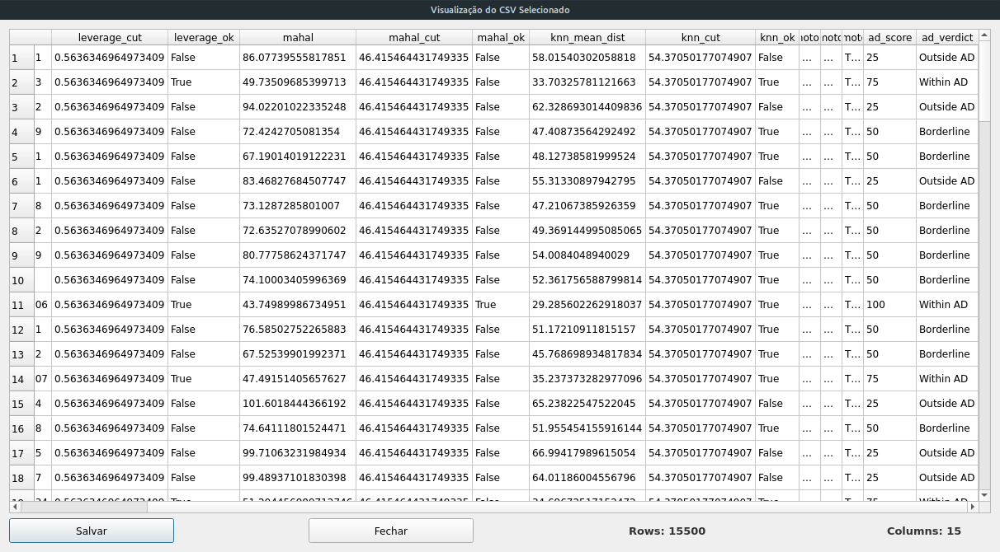 Visualização do CSV Selecionado
leverage_cut leverage_ok mahal mahal_cut mahal_ok knn_mean_dist knn_cut knn_ok ad_score ad_verdict
1 1 0.5636346964973409 False 86.07739555817851 46.415464431749335 False 58.01540302058818 54.37050177074907 False ... ... T... 25 Outside AD
2 3 0.5636346964973409 True 49.73509685399713 46.415464431749335 False 33.70325781121663 54.37050177074907 True ... ... T... 75 Within AD
3 2 0.5636346964973409 False 94.02201022335248 46.415464431749335 False 62.328693014409836 54.37050177074907 False ... ... T... 25 Outside AD
4 9 0.5636346964973409 False 72.4242705081354 46.415464431749335 False 47.40873564292492 54.37050177074907 True ... ... T... 50 Borderline
5 1 0.5636346964973409 False 67.19014019122231 46.415464431749335 False 48.12738581999524 54.37050177074907 True ... ... T... 50 Borderline
6 1 0.5636346964973409 False 83.46827684507747 46.415464431749335 False 55.31330897942795 54.37050177074907 False ... ... T... 25 Outside AD
7 8 0.5636346964973409 False 73.1287285801007 46.415464431749335 False 47.21067385926359 54.37050177074907 True ... ... T... 50 Borderline
8 2 0.5636346964973409 False 72.63527078990602 46.415464431749335 False 49.369144995085065 54.37050177074907 True ... ... T... 50 Borderline
9 9 0.5636346964973409 False 80.77758624371747 46.415464431749335 False 54.0084048940029 54.37050177074907 True ... ... T... 50 Borderline
10 0.5636346964973409 False 74.10003405996369 46.415464431749335 False 52.361756588799814 54.37050177074907 True ... ... T... 50 Borderline
11 06 0.5636346964973409 True 43.74989986734951 46.415464431749335 True 29.285602262918037 54.37050177074907 True ... ... T... 100 Within AD
12 1 0.5636346964973409 False 76.58502752265883 46.415464431749335 False 51.17210911815157 54.37050177074907 True ... ... T... 50 Borderline
13 2 0.5636346964973409 False 67.52539901992371 46.415464431749335 False 45.768698934817834 54.37050177074907 True ... ... T... 50 Borderline
14 07 0.5636346964973409 True 47.49151405657627 46.415464431749335 False 35.237373282977096 54.37050177074907 True ... ... T... 75 Within AD
15 4 0.5636346964973409 False 101.6018444366192 46.415464431749335 False 65.23822547522045 54.37050177074907 False ... ... T... 25 Outside AD
16 8 0.5636346964973409 False 74.64111801524471 46.415464431749335 False 51.955454155916144 54.37050177074907 True ... ... T... 50 Borderline
17 5 0.5636346964973409 False 99.71063231984934 46.415464431749335 False 66.99417989615054 54.37050177074907 False ... ... T... 25 Outside AD
18 7 0.5636346964973409 False 99.48937101830398 46.415464431749335 False 64.01186004556796 54.37050177074907 False ... ... T... 25 Outside AD
Salvar Fechar Rows: 15500 Columns: 15